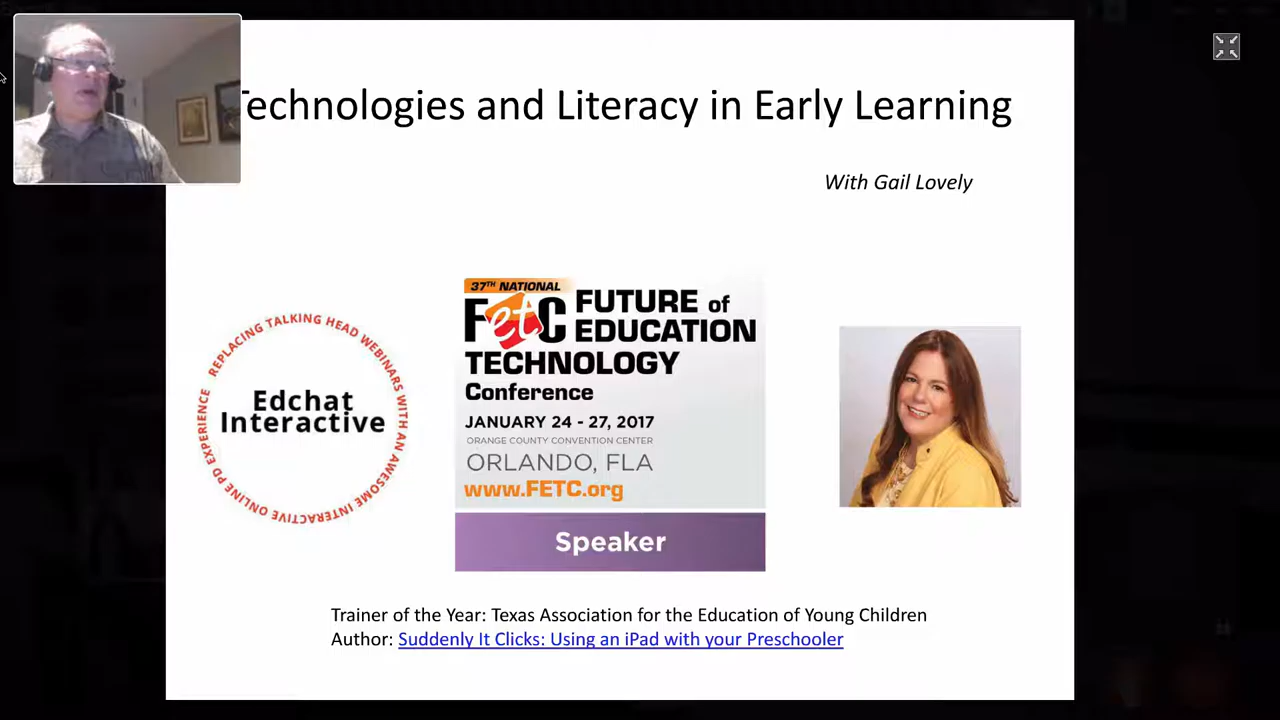 Technologies and Literacy in Early Learning
With Gail Lovely
REPLACING TALKING HEAD WEBINARS WITH AN AWESOME INTERACTIVE ONLINE PD EXPERIENCE
Edchat
Interactive
37TH NATIONAL
FetC FUTURE of
EDUCATION
TECHNOLOGY
Conference
JANUARY 24 - 27, 2017
ORANGE COUNTY CONVENTION CENTER
ORLANDO, FLA
www.FETC.org
Speaker
Trainer of the Year: Texas Association for the Education of Young Children
Author: Suddenly It Clicks: Using an iPad with your Preschooler